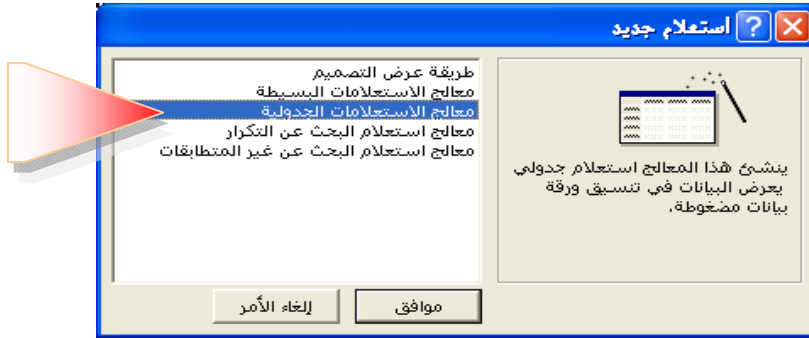 استعلام جديد
طريقة عرض التصميم
معالج الاستعلامات البسيطة
معالج الاستعلامات الجدولية
معالج استعلام البحث عن التكرار
معالج استعلام البحث عن غير المتطابقات
ينشئ هذا المعالج استعلام جدولي
يعرض البيانات في تنسيق ورقة
بيانات مضغوطة.
موافق
إلغاء الأمر